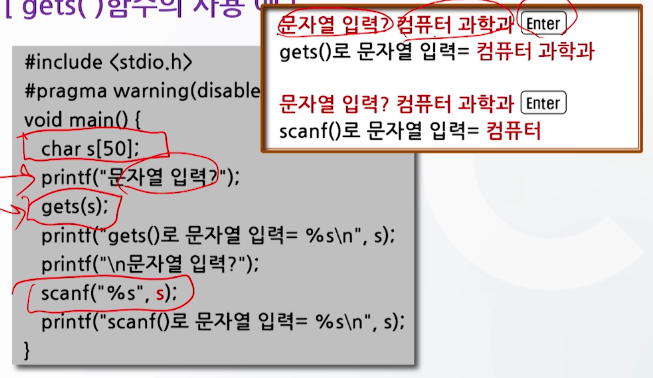 [ gets( )함수의 사용 예 ]
문자열 입력? 컴퓨터 과학과 Enter
gets()로 문자열 입력= 컴퓨터 과학과
문자열 입력? 컴퓨터 과학과 Enter
scanf()로 문자열 입력= 컴퓨터
#include <stdio.h>
#pragma warning(disable
void main() {
char s[50];
printf("문자열 입력?");
gets(s);
printf("gets()로 문자열 입력= %s\n", s);
printf("\n문자열 입력?");
scanf("%s", s);
printf("scanf()로 문자열 입력= %s\n", s);
}